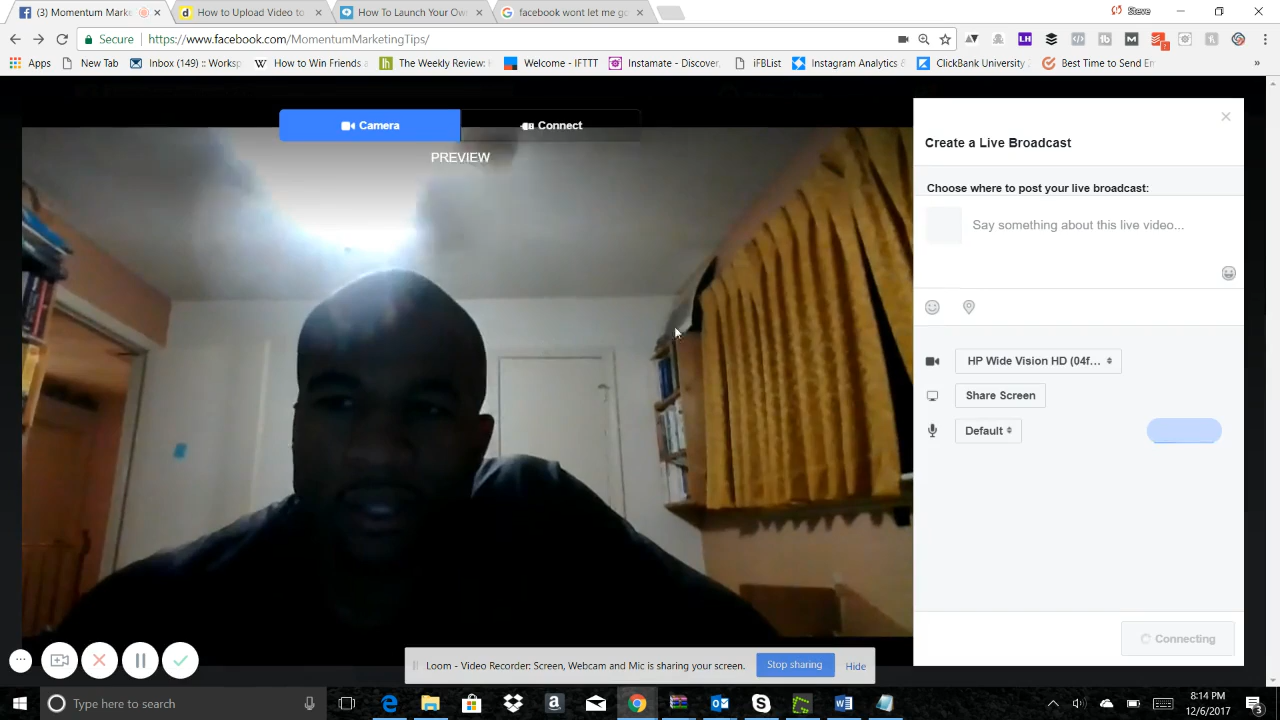 (3) Momentum Mark
How to Upload Video to
How To Launch Your Ow
facebook wont let me go
Steve
Secure
https://www.facebook.com/MomentumMarketingTips/
Apps
New Tab
Inbox (149) :: Works
How to Win Friends a
The Weekly Review:
Welcome - IFTTT
Instamate - Discov
iFBList
Instagram Analytics &
ClickBank University
Best Time to Send Em
»
Camera
Connect
PREVIEW
Create a Live Broadcast
Choose where to post your live broadcast:
Say something about this live video...
HP Wide Vision HD (04f...
Share Screen
Default
Connecting
Loom - Video Recorder: Screen, Webcam and Mic is sharing your screen.
Stop sharing
Hide
Type here to search
8:14 PM
12/6/2017
3